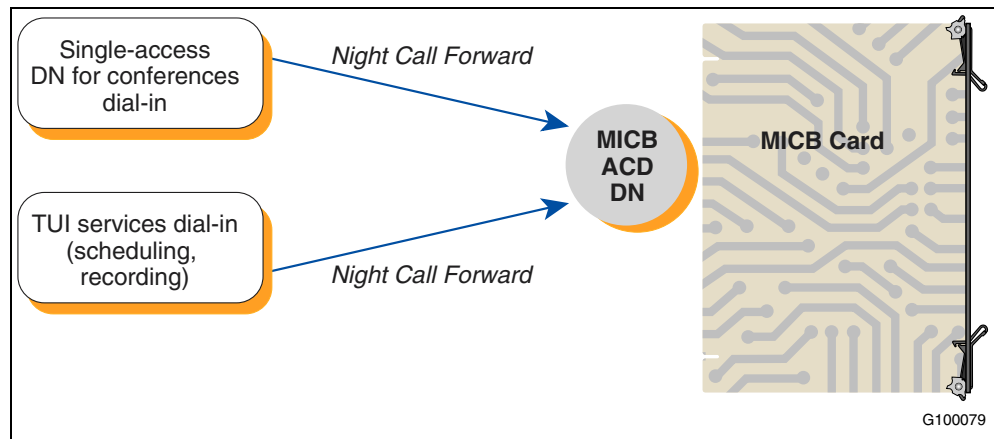 Single-access
DN for conferences
dial-in
Night Call Forward
MICB
ACD
DN
MICB Card
TUI services dial-in
(scheduling,
recording)
Night Call Forward
G100079